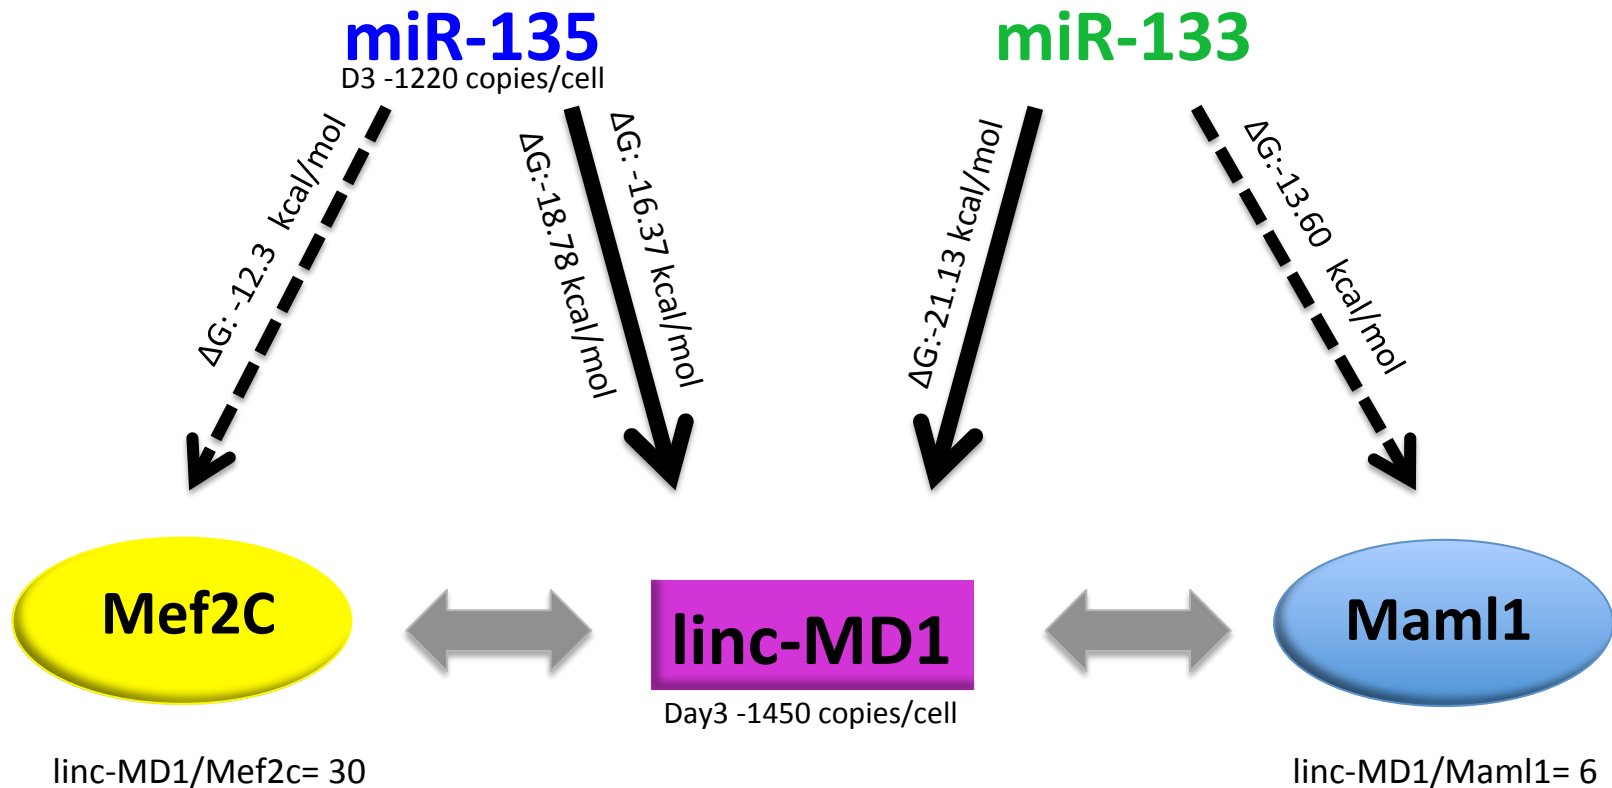 miR-135
D3 -1220 copies/cell
miR-133
ΔG: -12.3 kcal/mol
ΔG:-18.78 kcal/mol
ΔG: -16.37 kcal/mol
ΔG:-21.13 kcal/mol
ΔG:-13.60 kcal/mol
Mef2C
linc-MD1
Maml1
Day3 -1450 copies/cell
linc-MD1/Mef2c= 30
linc-MD1/Maml1= 6